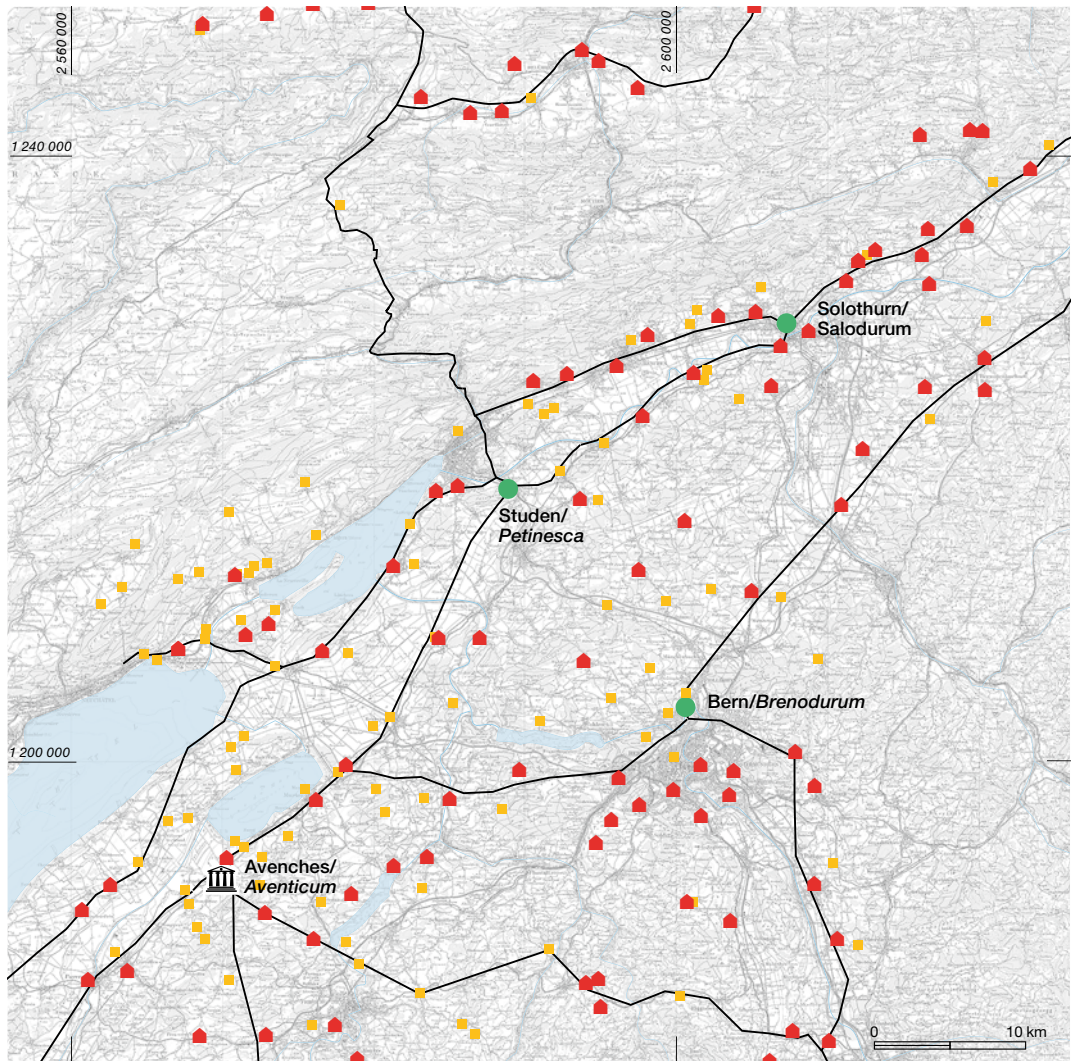 2 560 000
2 600 000
1 240 000
FRANCE
Solothurn/
Salodurum
Studen/
Petinesca
Bern/Brenodurum
1 200 000
Avenches/
Aventicum
0
10 km